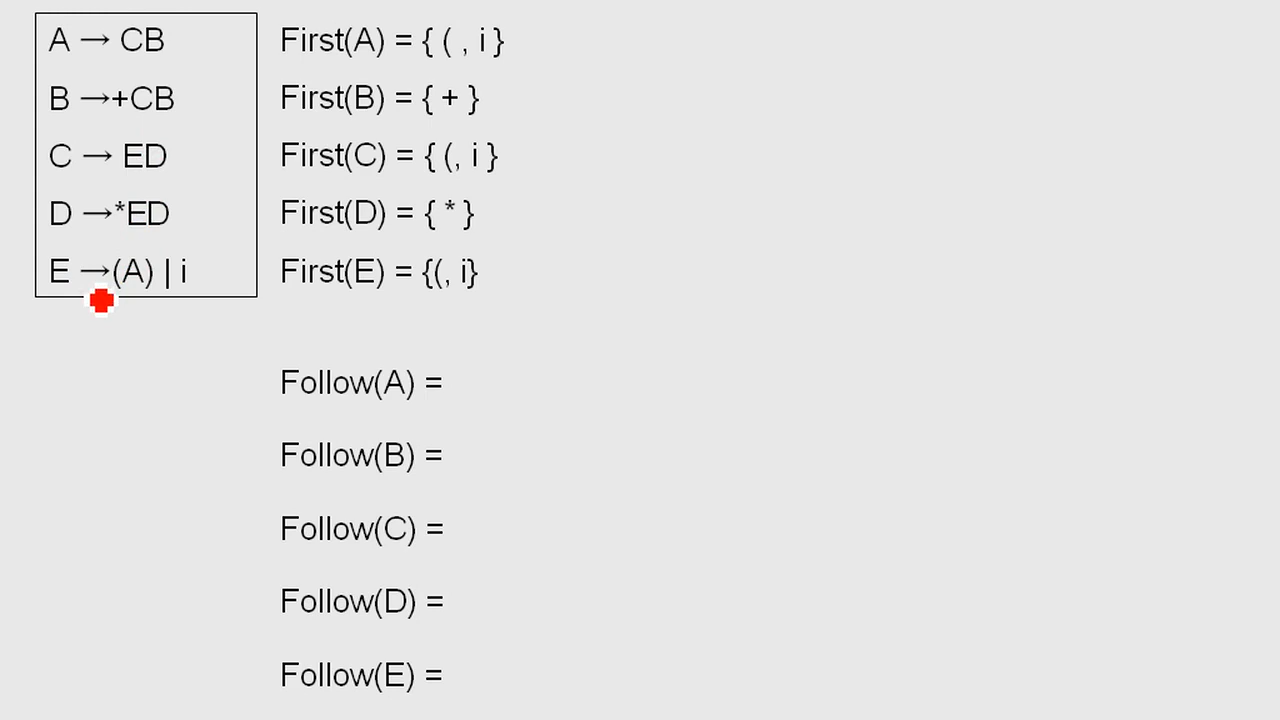 A → CB First(A) = { ( , i }
B →+CB First(B) = { + }
C → ED First(C) = { (, i }
D →*ED First(D) = { * }
E →(A) | i First(E) = {(, i}
Follow(A) =
Follow(B) =
Follow(C) =
Follow(D) =
Follow(E) =